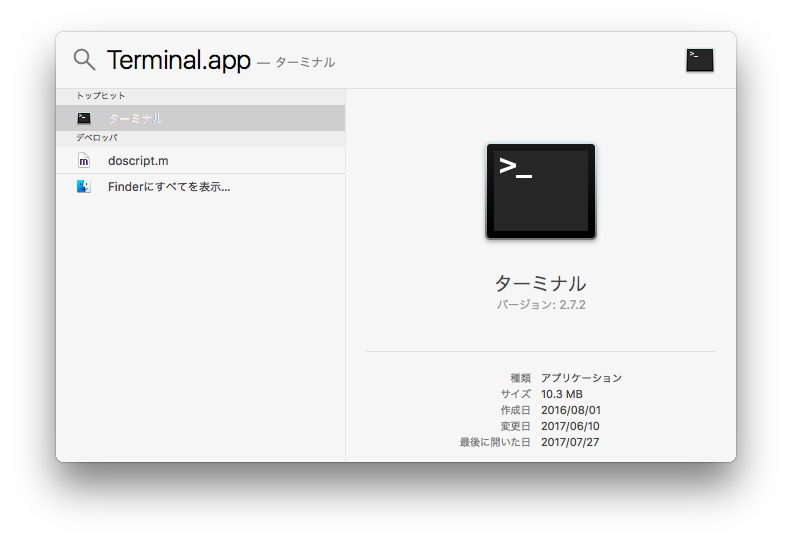 Terminal.app — ターミナル
トップヒット
ターミナル
デベロッパ
doscript.m
Finderにすべてを表示...
>_
ターミナル
バージョン: 2.7.2
種類 アプリケーション
サイズ 10.3 MB
作成日 2016/08/01
変更日 2017/06/10
最後に開いた日 2017/07/27